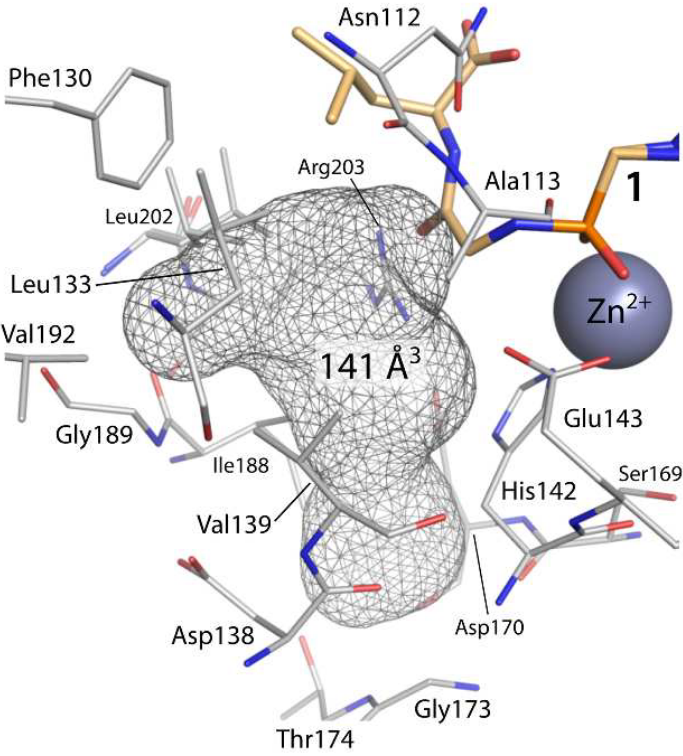 Asn112
Phe130
Arg203
Ala113
1
Leu202
Leu133
Zn²⁺
Val192
141 Å³
Glu143
Gly189
Ile188
His142
Ser169
Val139
Asp170
Asp138
Gly173
Thr174